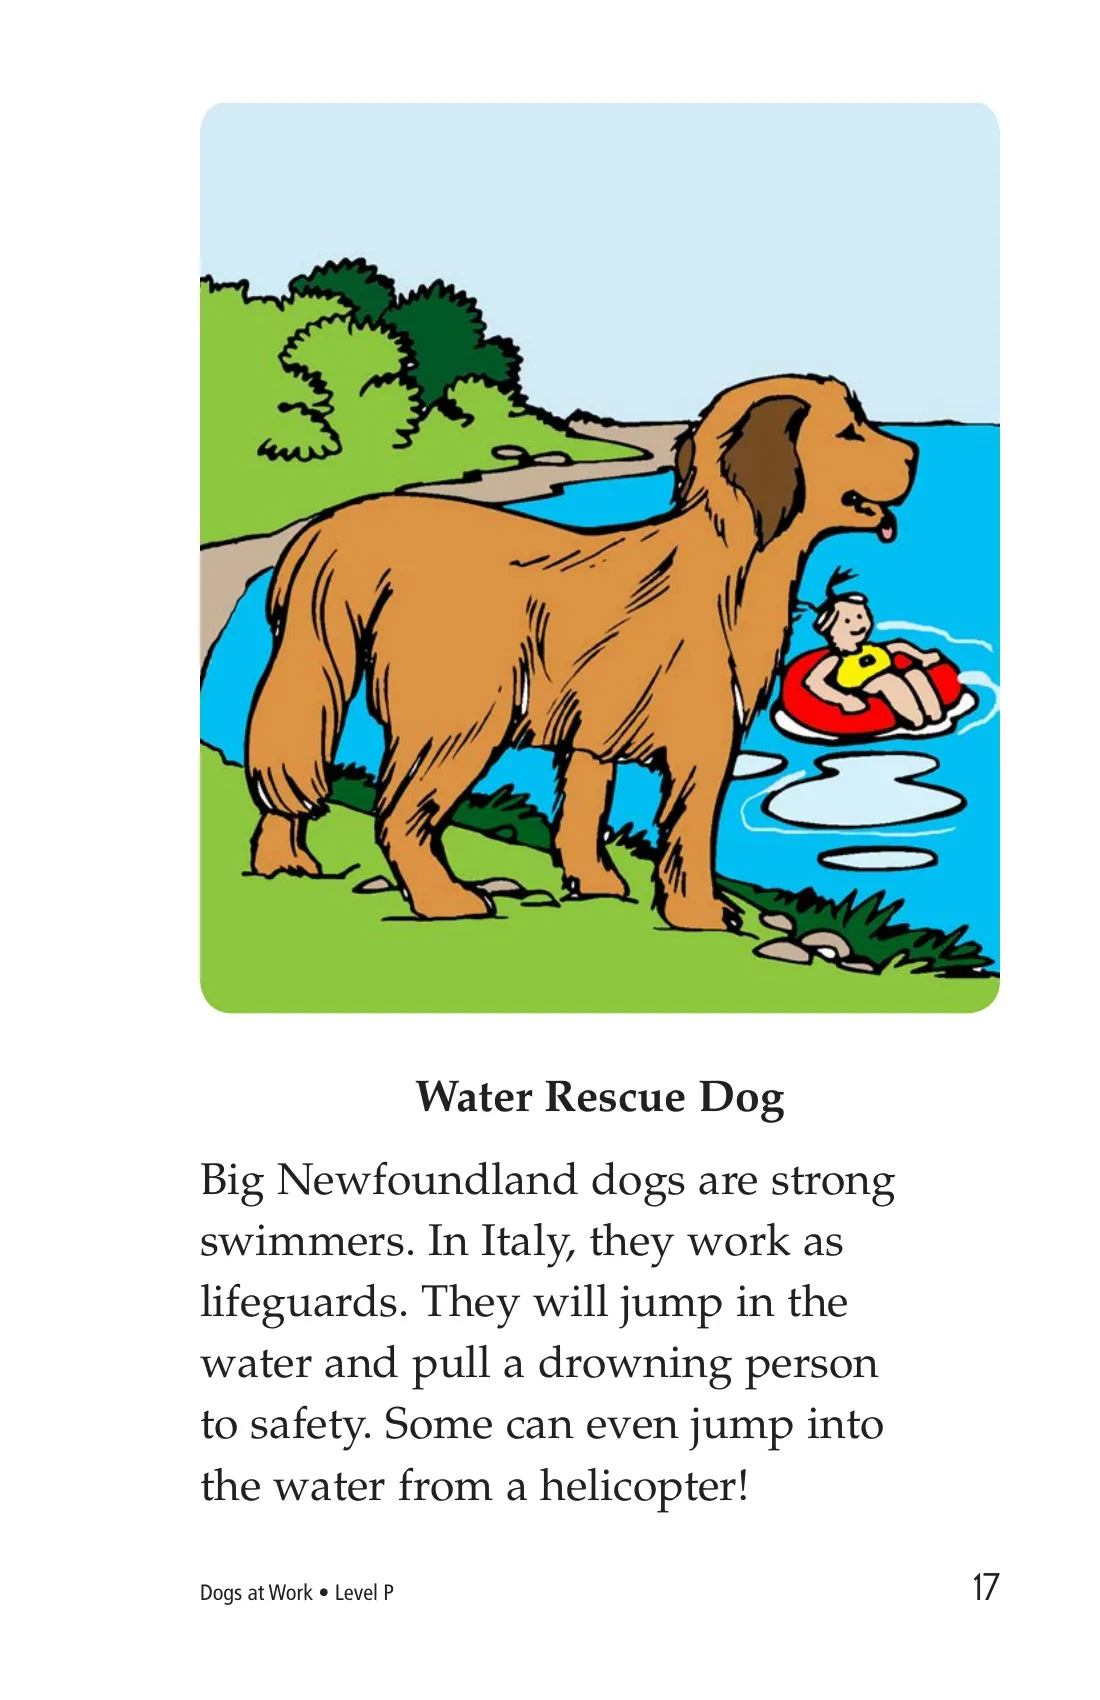 Water Rescue Dog
Big Newfoundland dogs are strong
swimmers. In Italy, they work as
lifeguards. They will jump in the
water and pull a drowning person
to safety. Some can even jump into
the water from a helicopter!
Dogs at Work • Level P
17